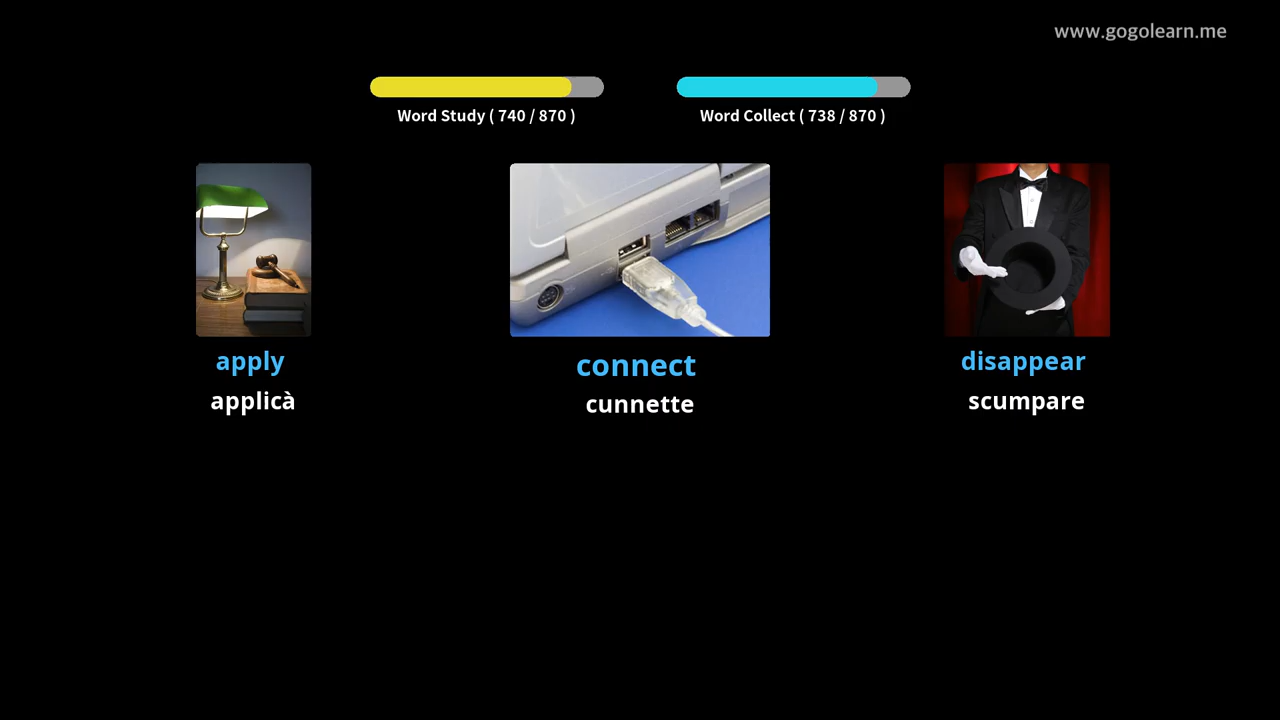 www.gogolearn.me
Word Study ( 740 / 870 )
Word Collect ( 738 / 870 )
apply
applicà
connect
cunnette
disappear
scumpare